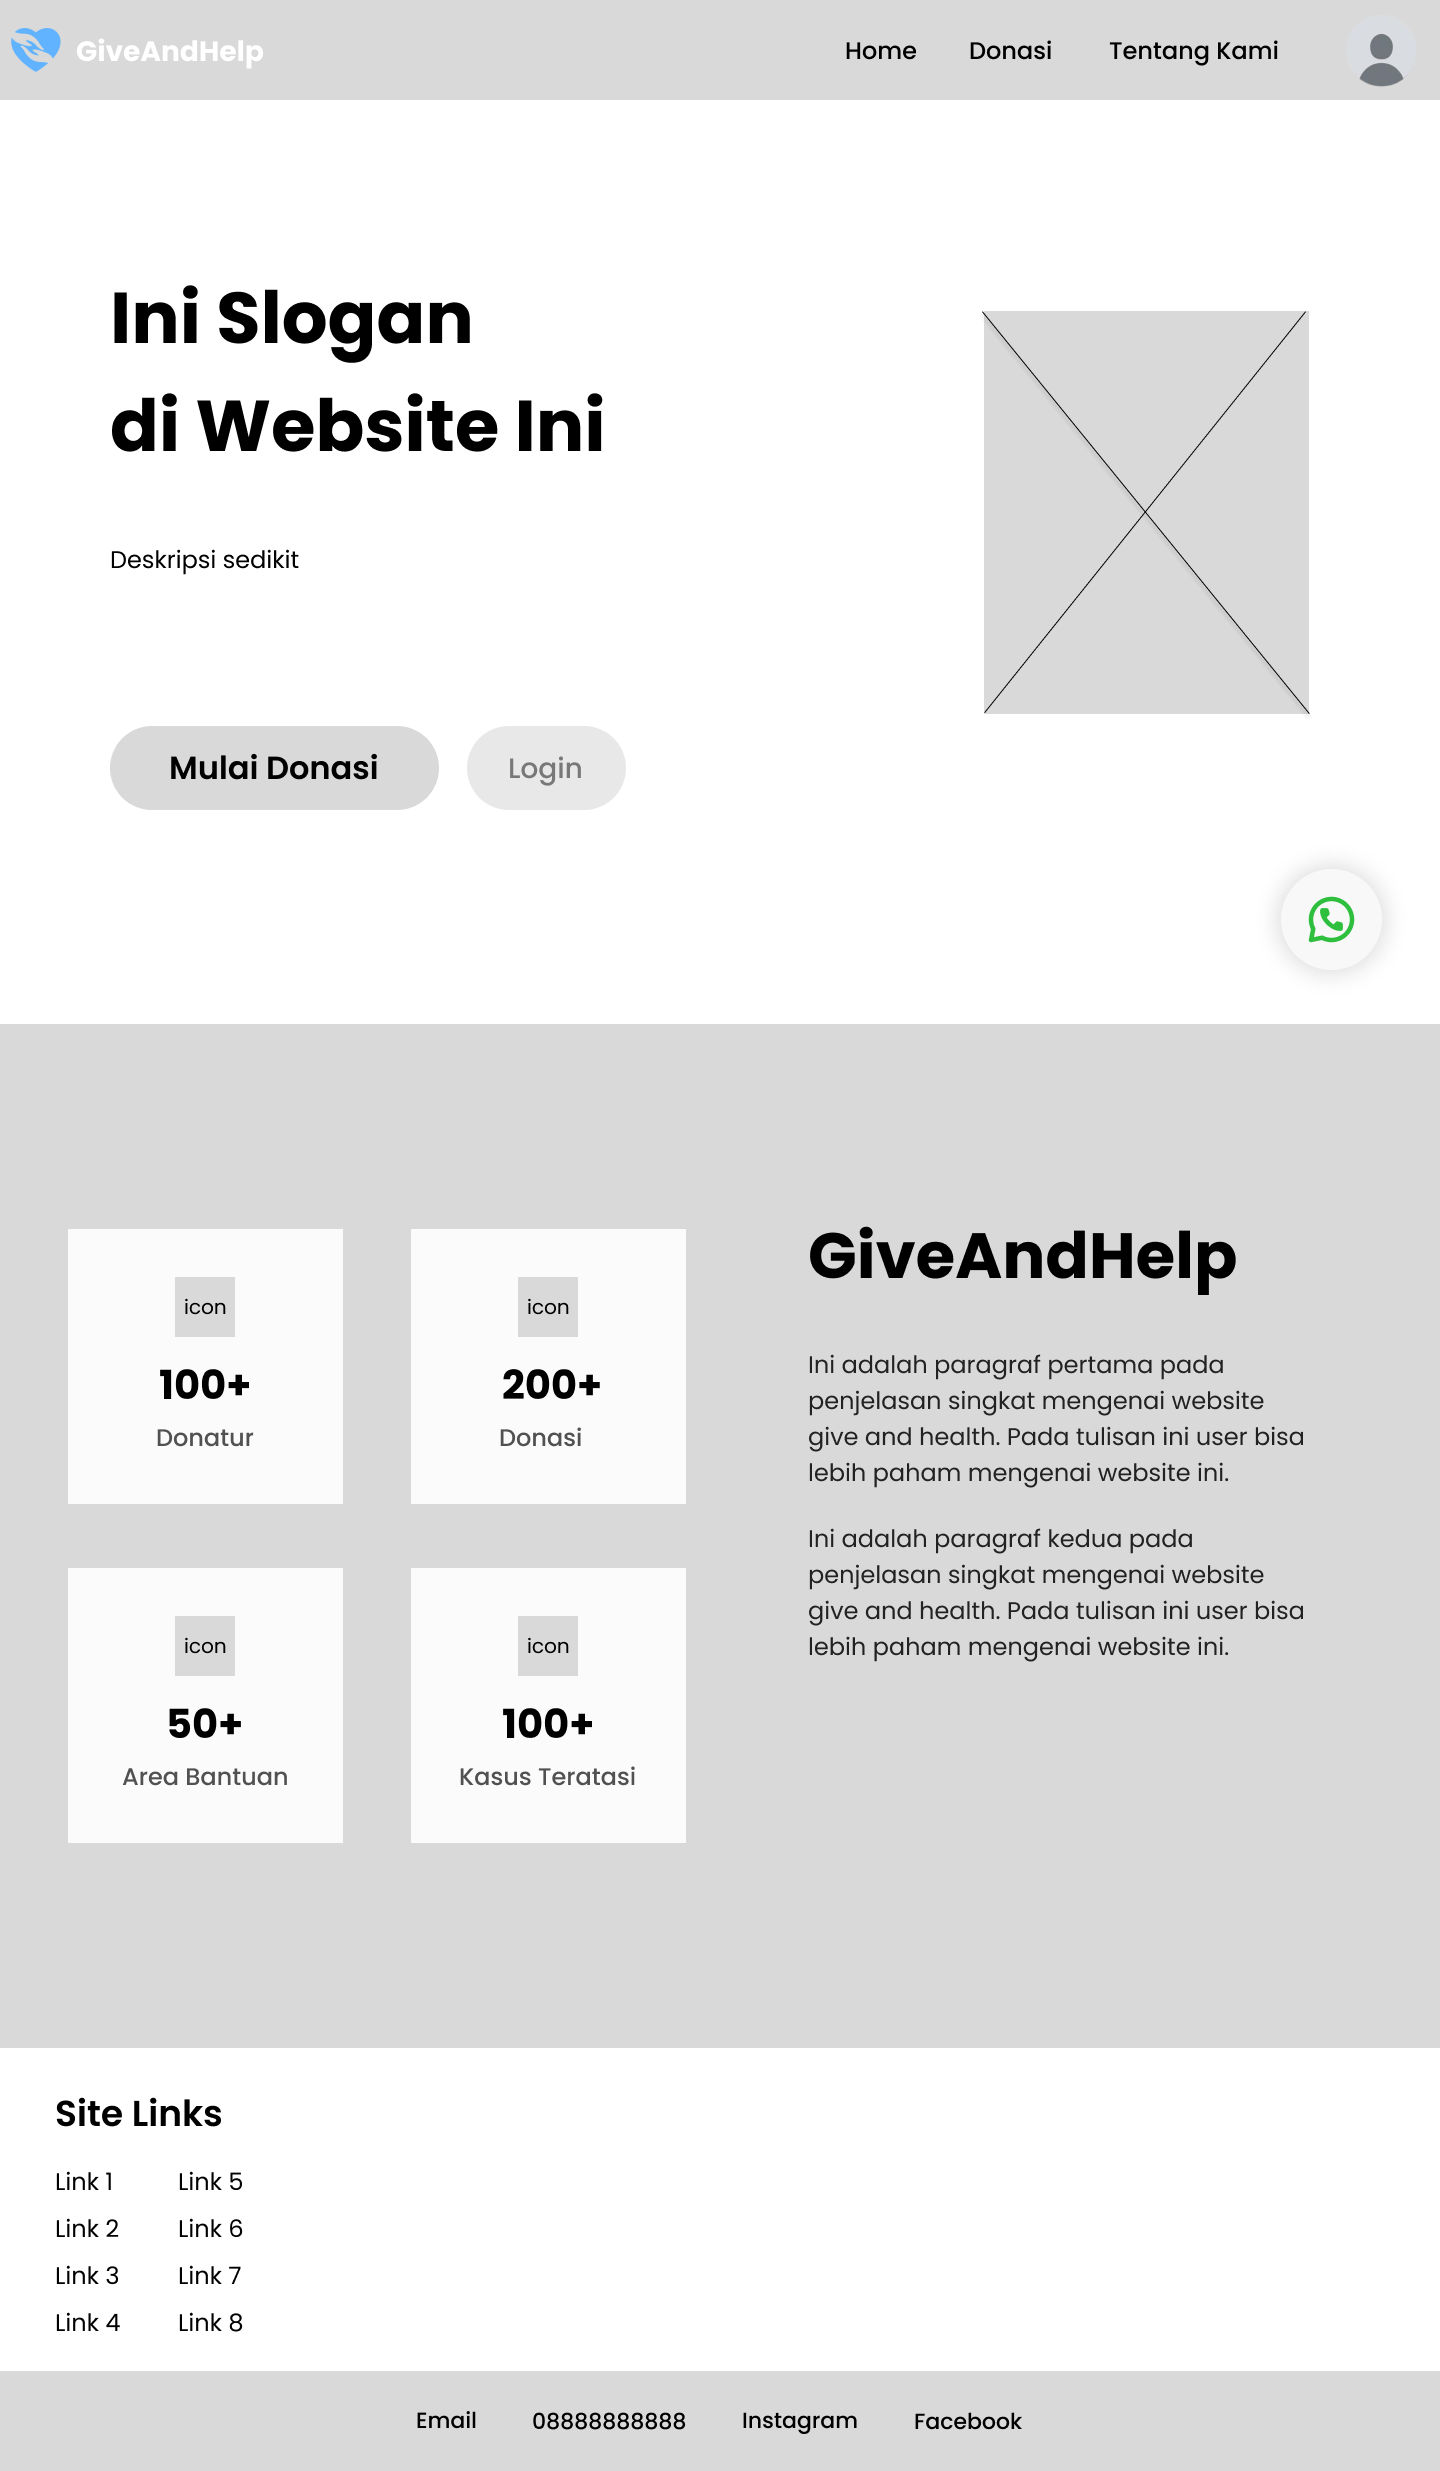 GiveAndHelp
Home
Donasi
Tentang Kami
Ini Slogan
di Website Ini
Deskripsi sedikit
Mulai Donasi
Login
icon
100+
Donatur
icon
200+
Donasi
icon
50+
Area Bantuan
icon
100+
Kasus Teratasi
GiveAndHelp
Ini adalah paragraf pertama pada
penjelasan singkat mengenai website
give and health. Pada tulisan ini user bisa
lebih paham mengenai website ini.
Ini adalah paragraf kedua pada
penjelasan singkat mengenai website
give and health. Pada tulisan ini user bisa
lebih paham mengenai website ini.
Site Links
Link 1
Link 2
Link 3
Link 4
Link 5
Link 6
Link 7
Link 8
Email
08888888888
Instagram
Facebook